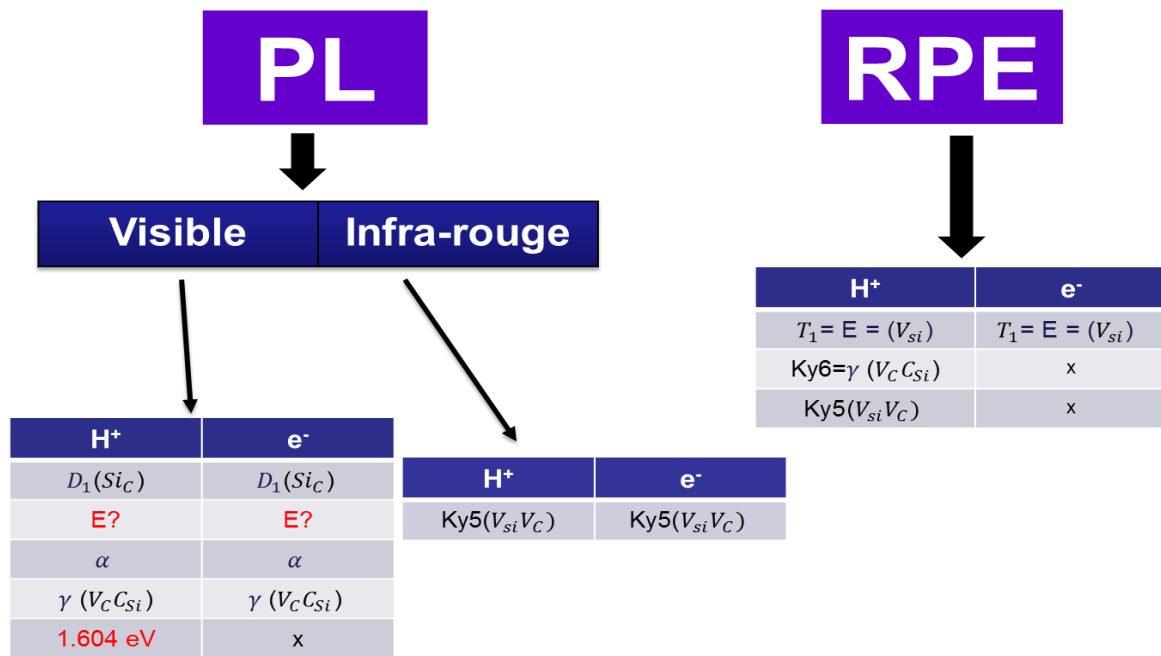 PL
RPE
Visible Infra-rouge
H⁺ e⁻
T₁ = E = (V_si) T₁ = E = (V_si)
Ky6=γ (V_C C_Si) x
Ky5(V_si V_C) x
H⁺ e⁻
D₁(Si_C) D₁(Si_C)
E? E?
α α
γ (V_C C_Si) γ (V_C C_Si)
1.604 eV x
H⁺ e⁻
Ky5(V_si V_C) Ky5(V_si V_C)